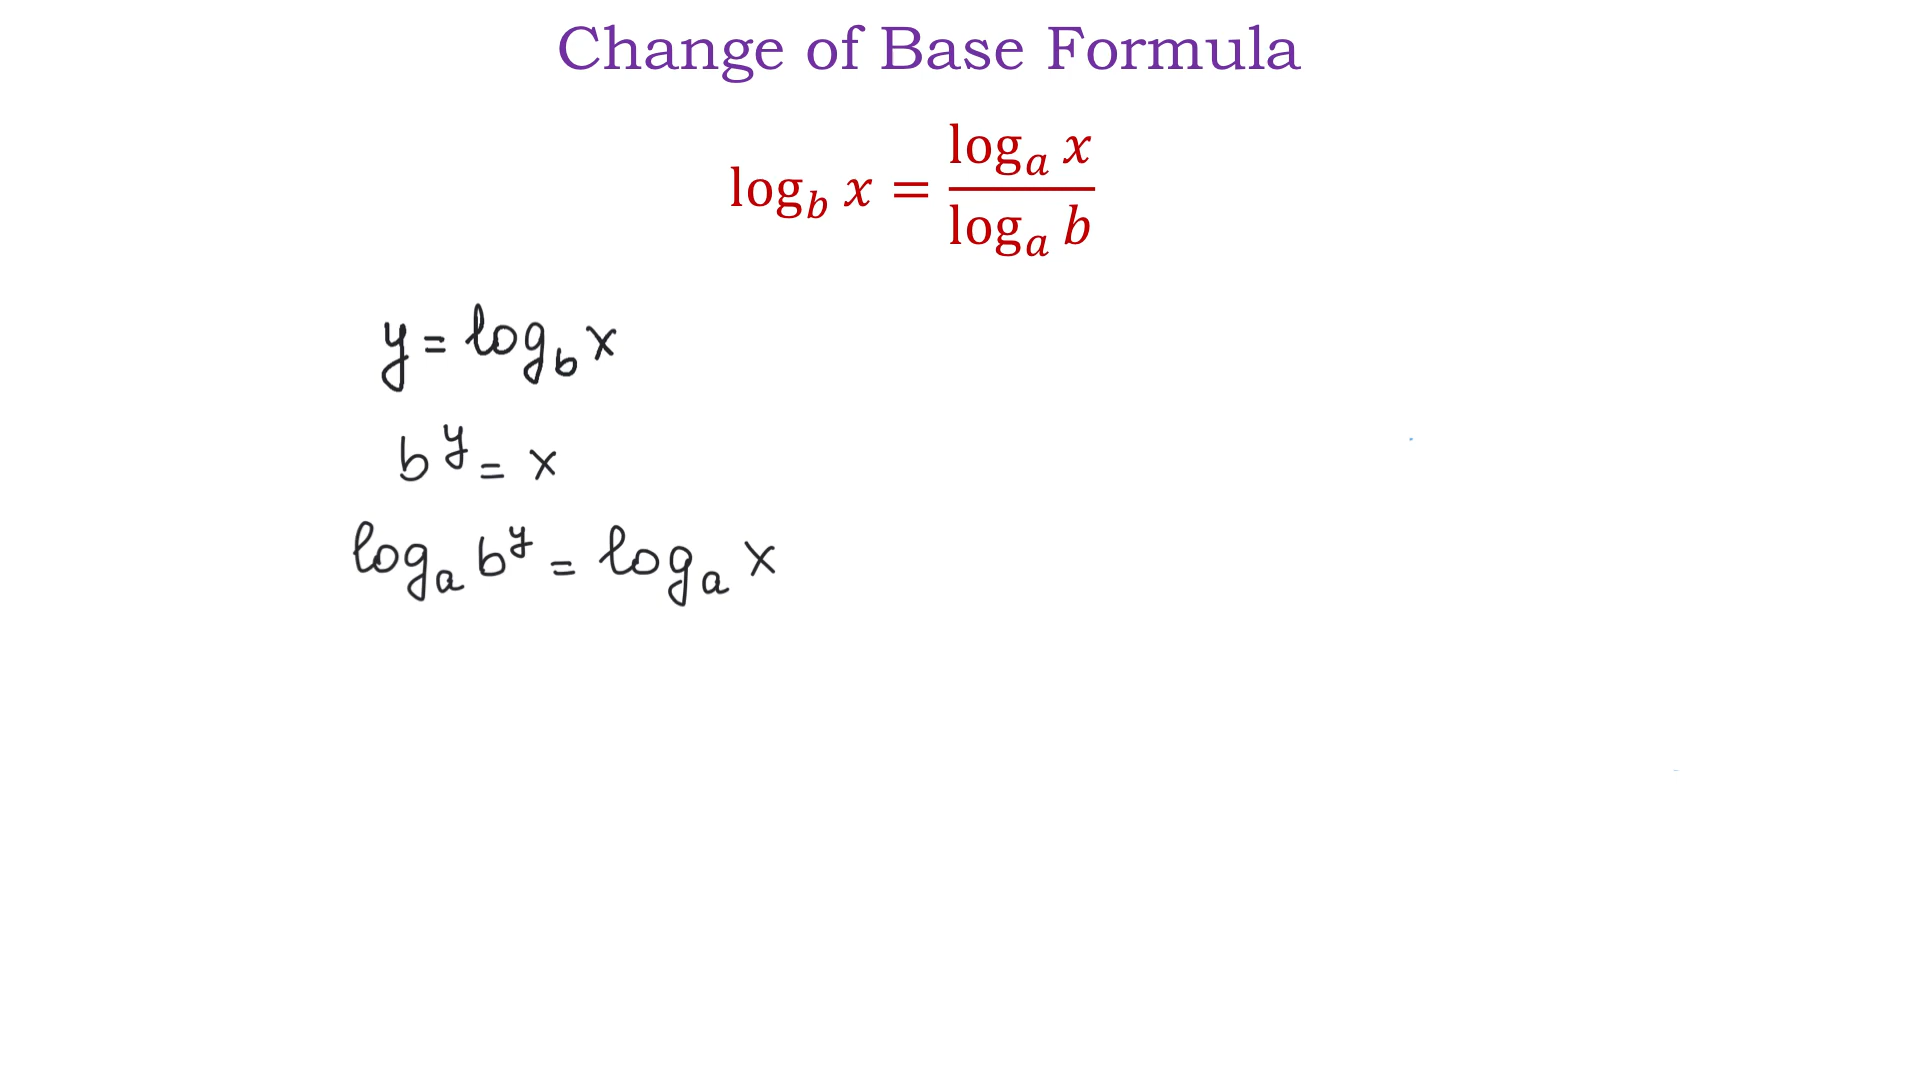 Change of Base Formula
log_b x = log_a x / log_a b
y = log_b x
b^y = x
log_a b^y = log_a x